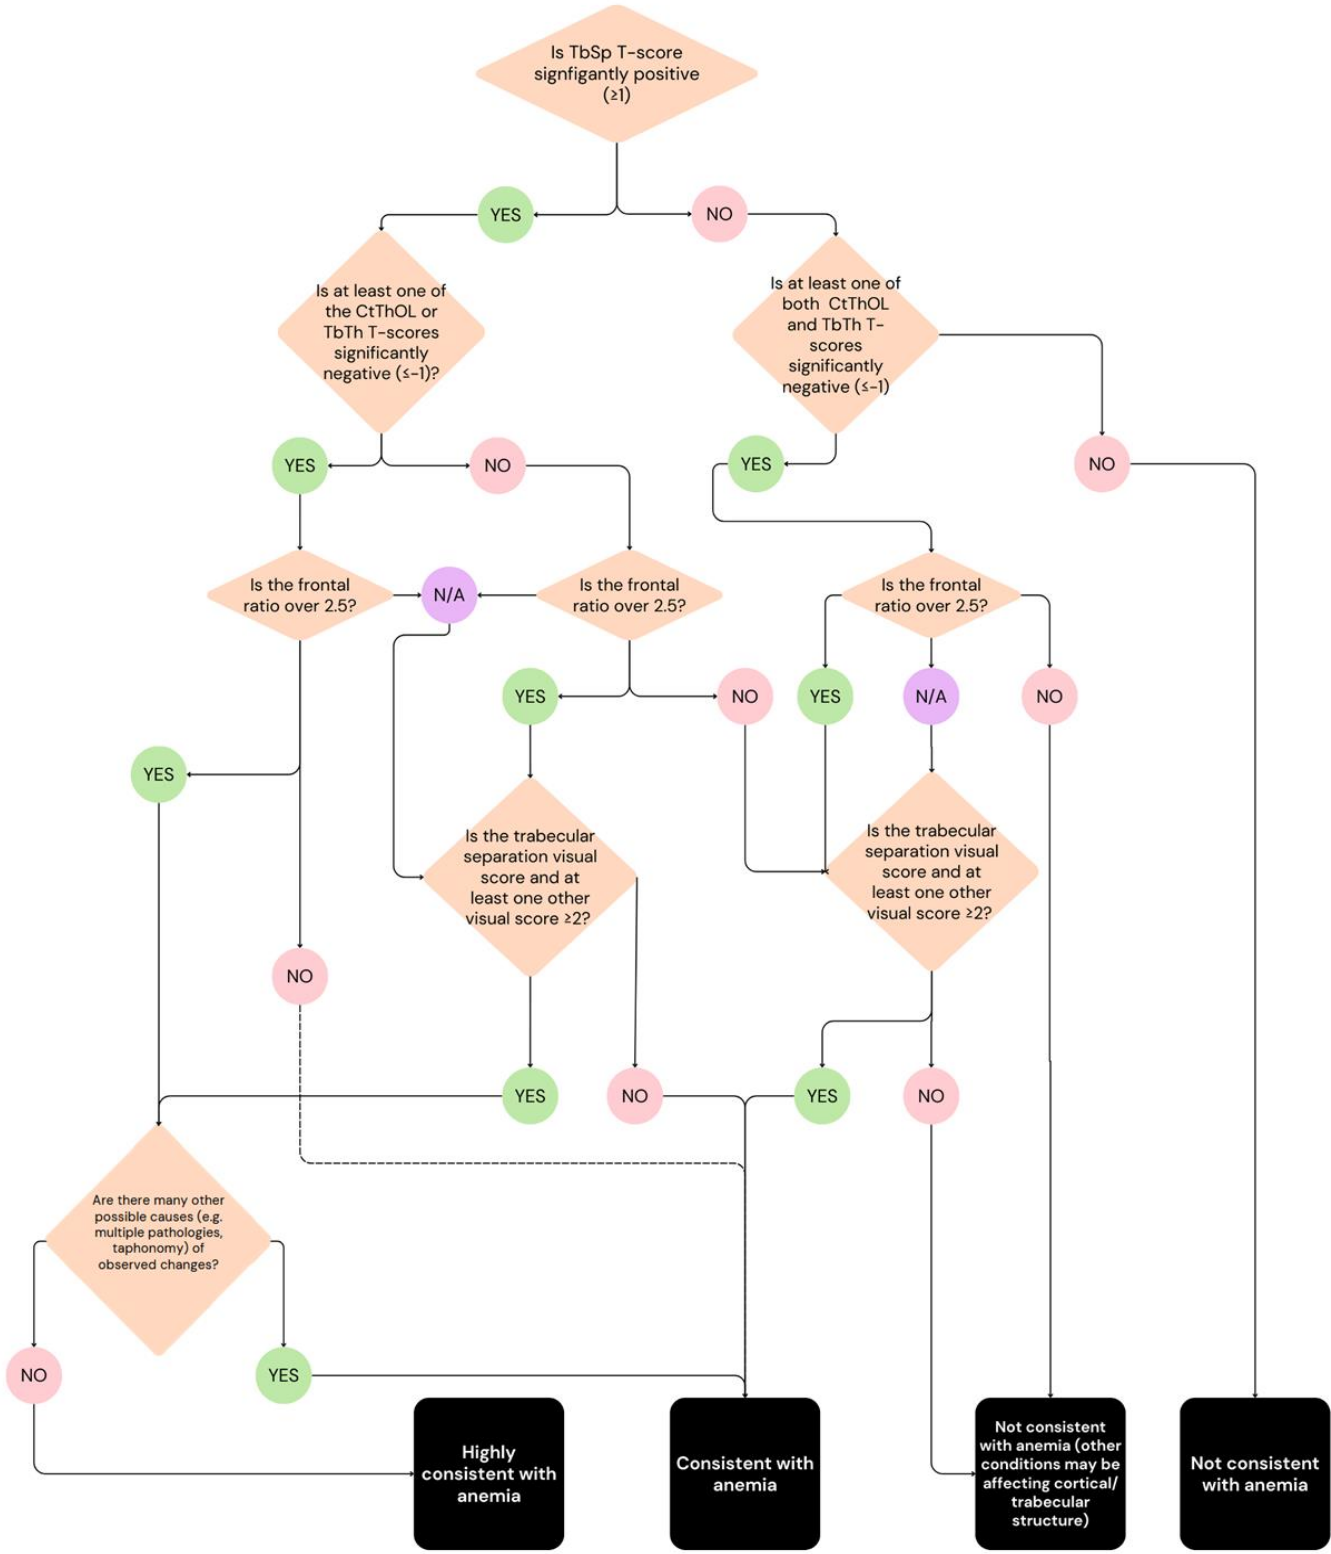 Is TbSp T-score
signfigantly positive
(≥1)
YES
NO
Is at least one of
the CtThOL or
TbTh T-scores
significantly
negative (≤-1)?
Is at least one of
both CtThOL
and TbTh T-
scores
significantly
negative (≤-1)
YES
NO
YES
NO
Is the frontal
ratio over 2.5?
N/A
Is the frontal
ratio over 2.5?
Is the frontal
ratio over 2.5?
YES
NO
YES
N/A
NO
YES
Is the trabecular
separation visual
score and at
least one other
visual score ≥2?
Is the trabecular
separation visual
score and at
least one other
visual score ≥2?
NO
YES
NO
YES
NO
Are there many other
possible causes (e.g.
multiple pathologies,
taphonomy) of
observed changes?
NO
YES
Highly
consistent with
anemia
Consistent with
anemia
Not consistent
with anemia (other
conditions may be
affecting cortical/
trabecular
structure)
Not consistent
with anemia